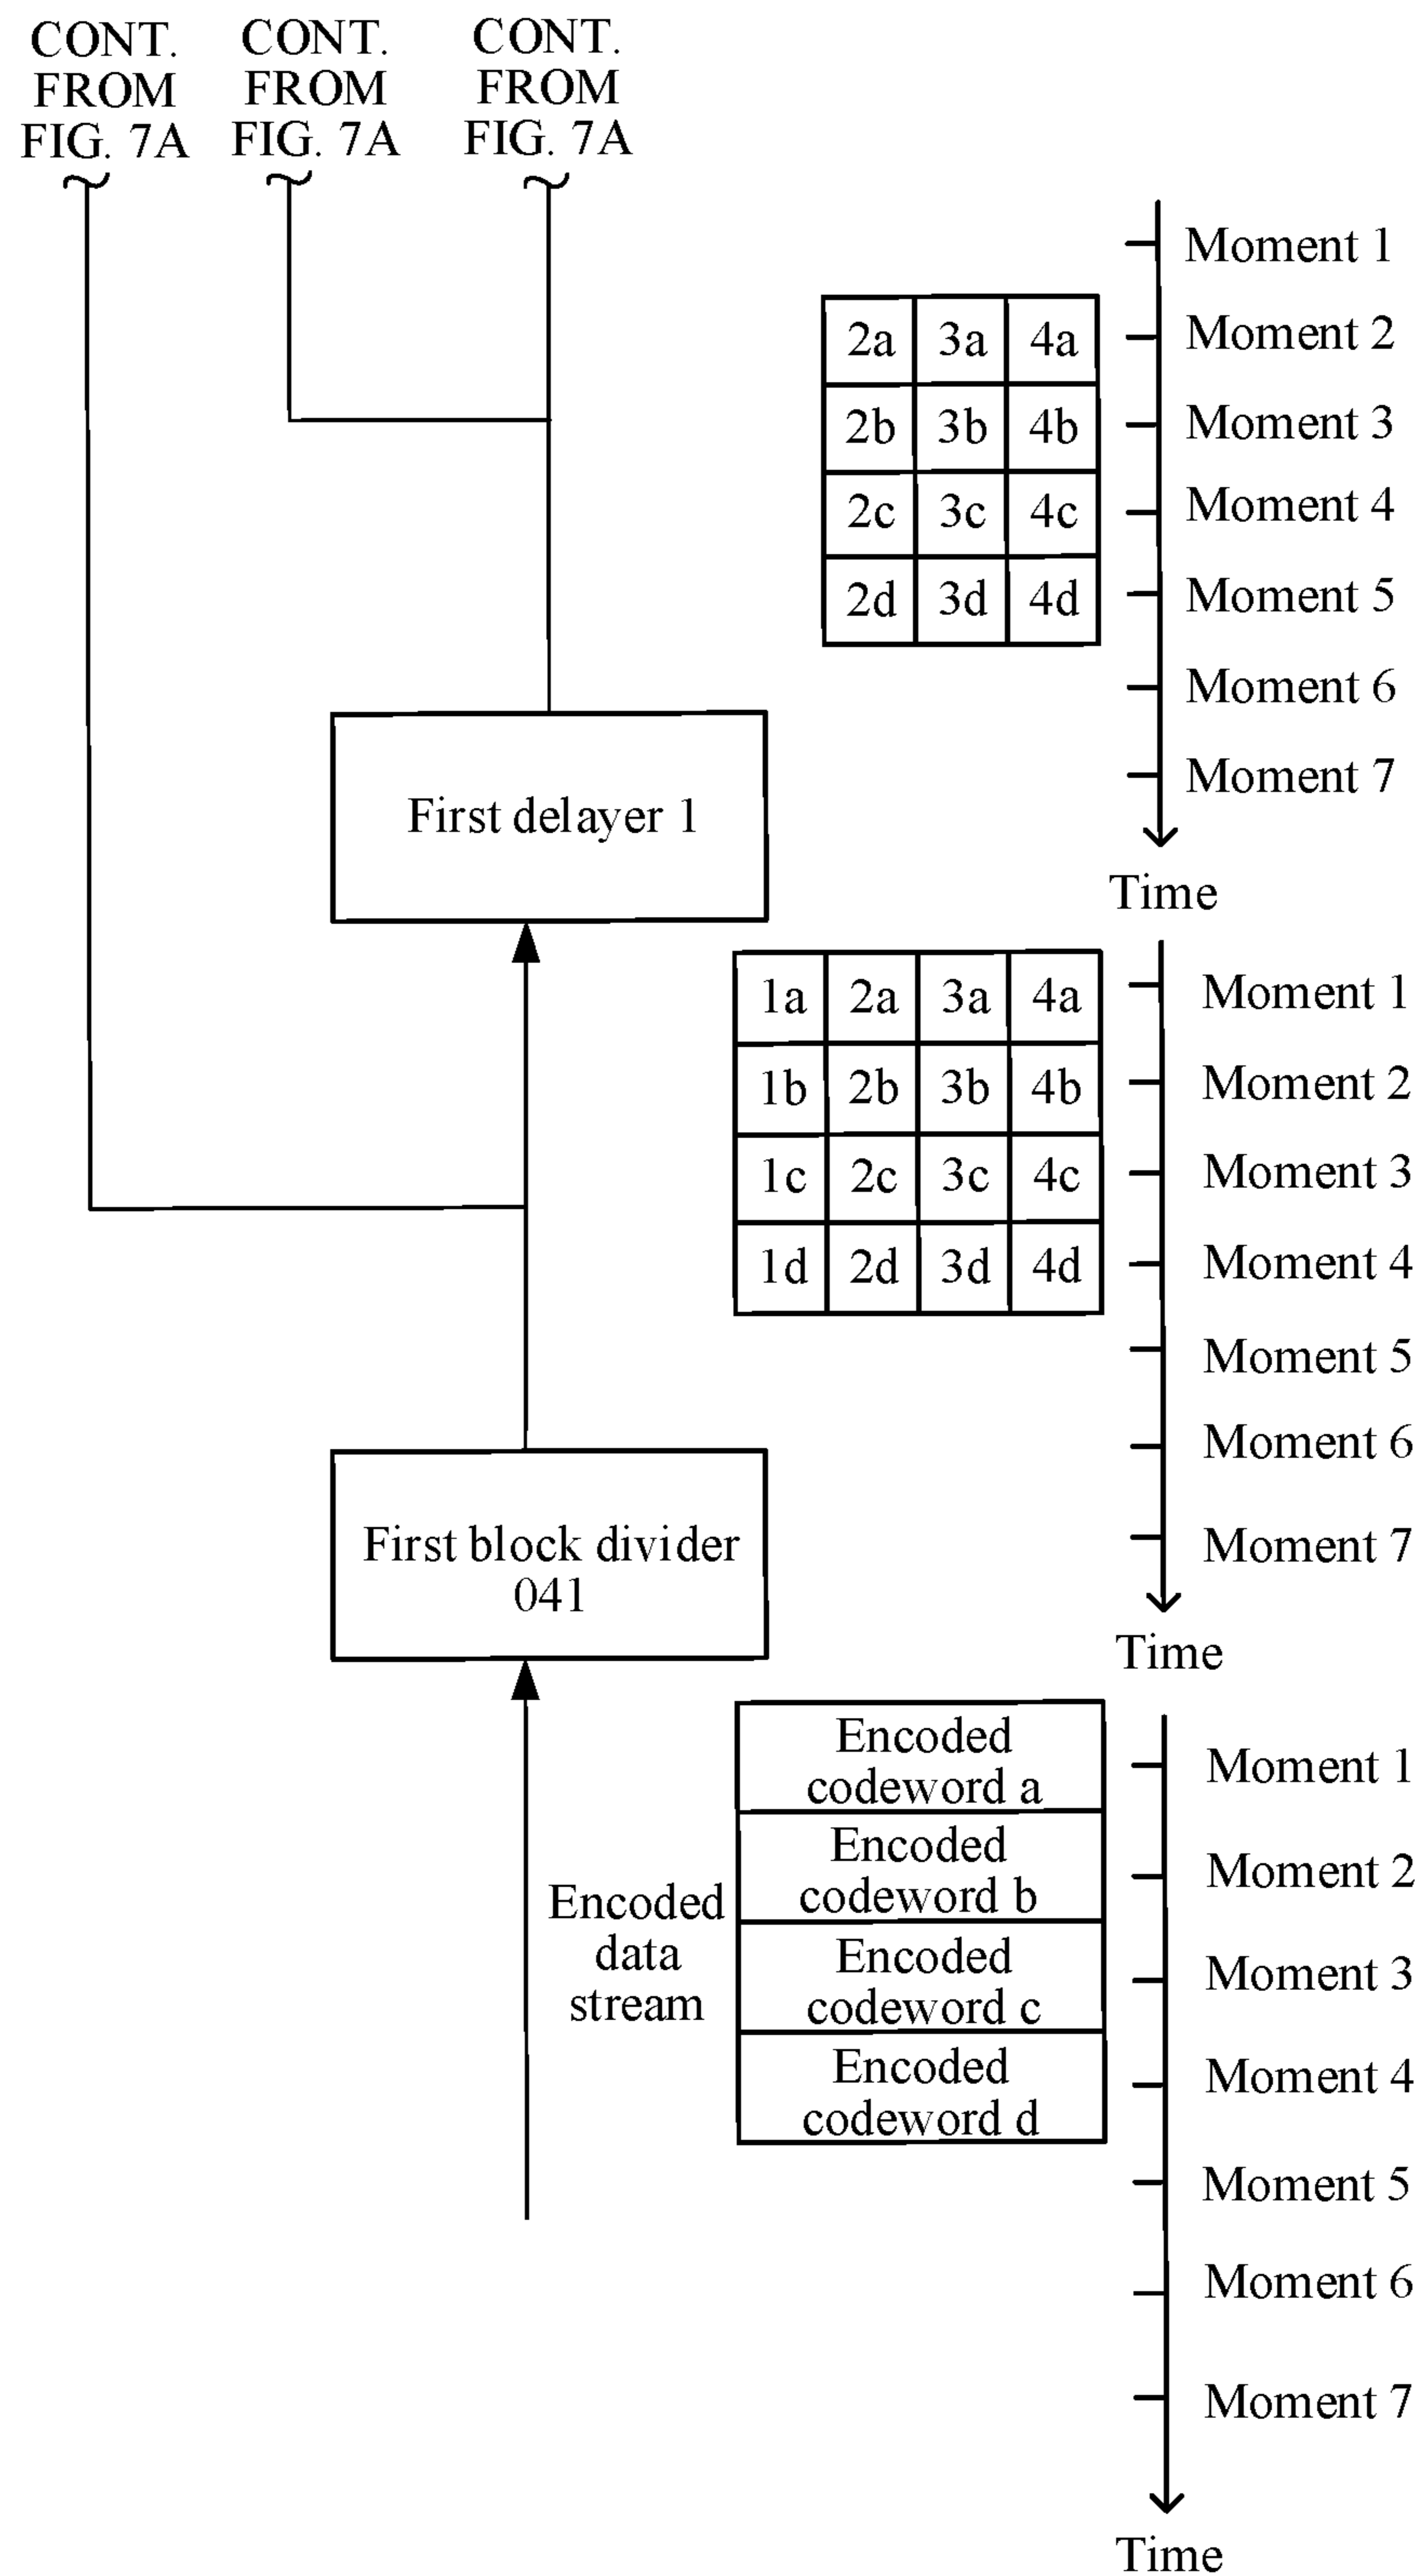 CONT. FROM FIG. 7A
CONT. FROM FIG. 7A
CONT. FROM FIG. 7A
Moment 1
2a 3a 4a Moment 2
2b 3b 4b Moment 3
2c 3c 4c Moment 4
2d 3d 4d Moment 5
Moment 6
Moment 7
First delayer 1
Time
1a 2a 3a 4a Moment 1
1b 2b 3b 4b Moment 2
1c 2c 3c 4c Moment 3
1d 2d 3d 4d Moment 4
Moment 5
Moment 6
Moment 7
First block divider
041
Time
Encoded
data
stream
Encoded
codeword a
Moment 1
Encoded
codeword b
Moment 2
Encoded
codeword c
Moment 3
Encoded
codeword d
Moment 4
Moment 5
Moment 6
Moment 7
Time